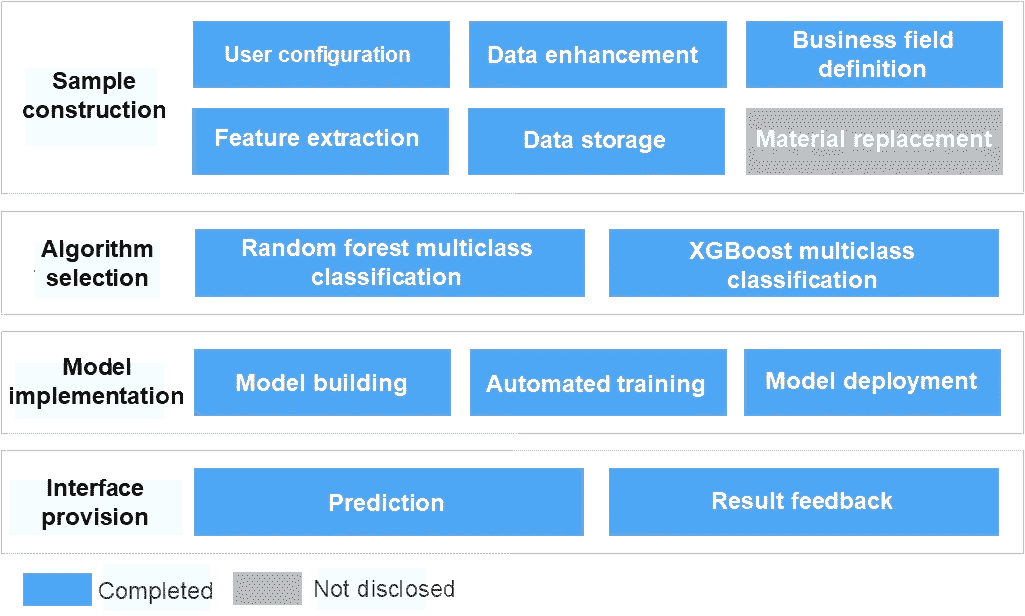 Sample
construction
User configuration
Data enhancement
Business field
definition
Feature extraction
Data storage
Material replacement
Algorithm
selection
Random forest multiclass
classification
XGBoost multiclass
classification
Model
implementation
Model building
Automated training
Model deployment
Interface
provision
Prediction
Result feedback
Completed
Not disclosed